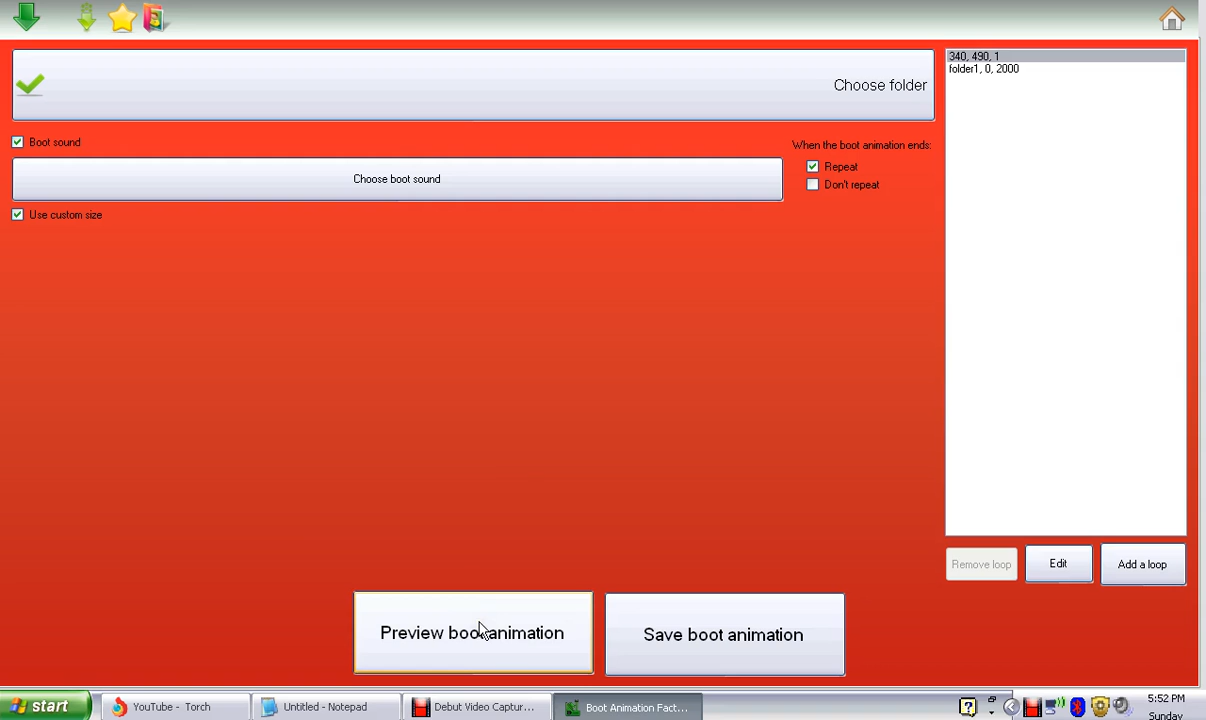 Choose folder
Boot sound
Choose boot sound
When the boot animation ends:
Repeat
Don't repeat
Use custom size
340, 490, 1
folder1, 0, 2000
Remove loop
Edit
Add a loop
Preview boot animation
Save boot animation
start
YouTube - Torch
Untitled - Notepad
Debut Video Captur...
Boot Animation Fact...
5:52 PM
Sunday